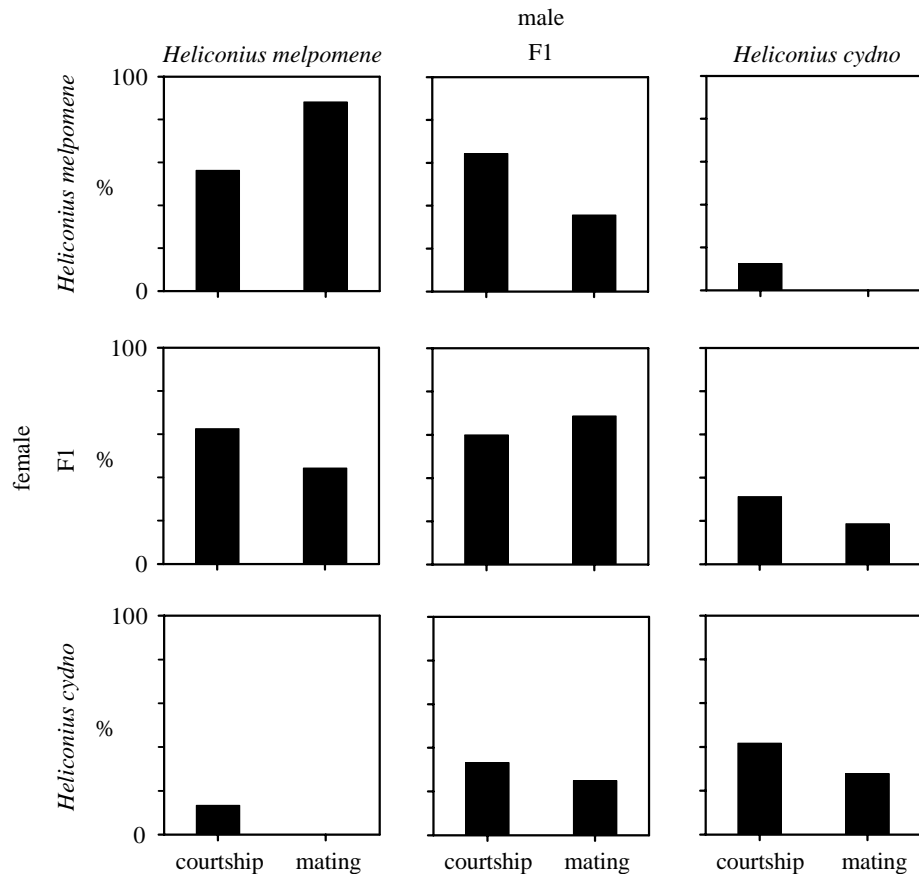 male
Heliconius melpomene
F1
Heliconius cydno
Heliconius melpomene
100
%
0
female
F1
100
%
0
Heliconius cydno
100
%
0
courtship mating
courtship mating
courtship mating